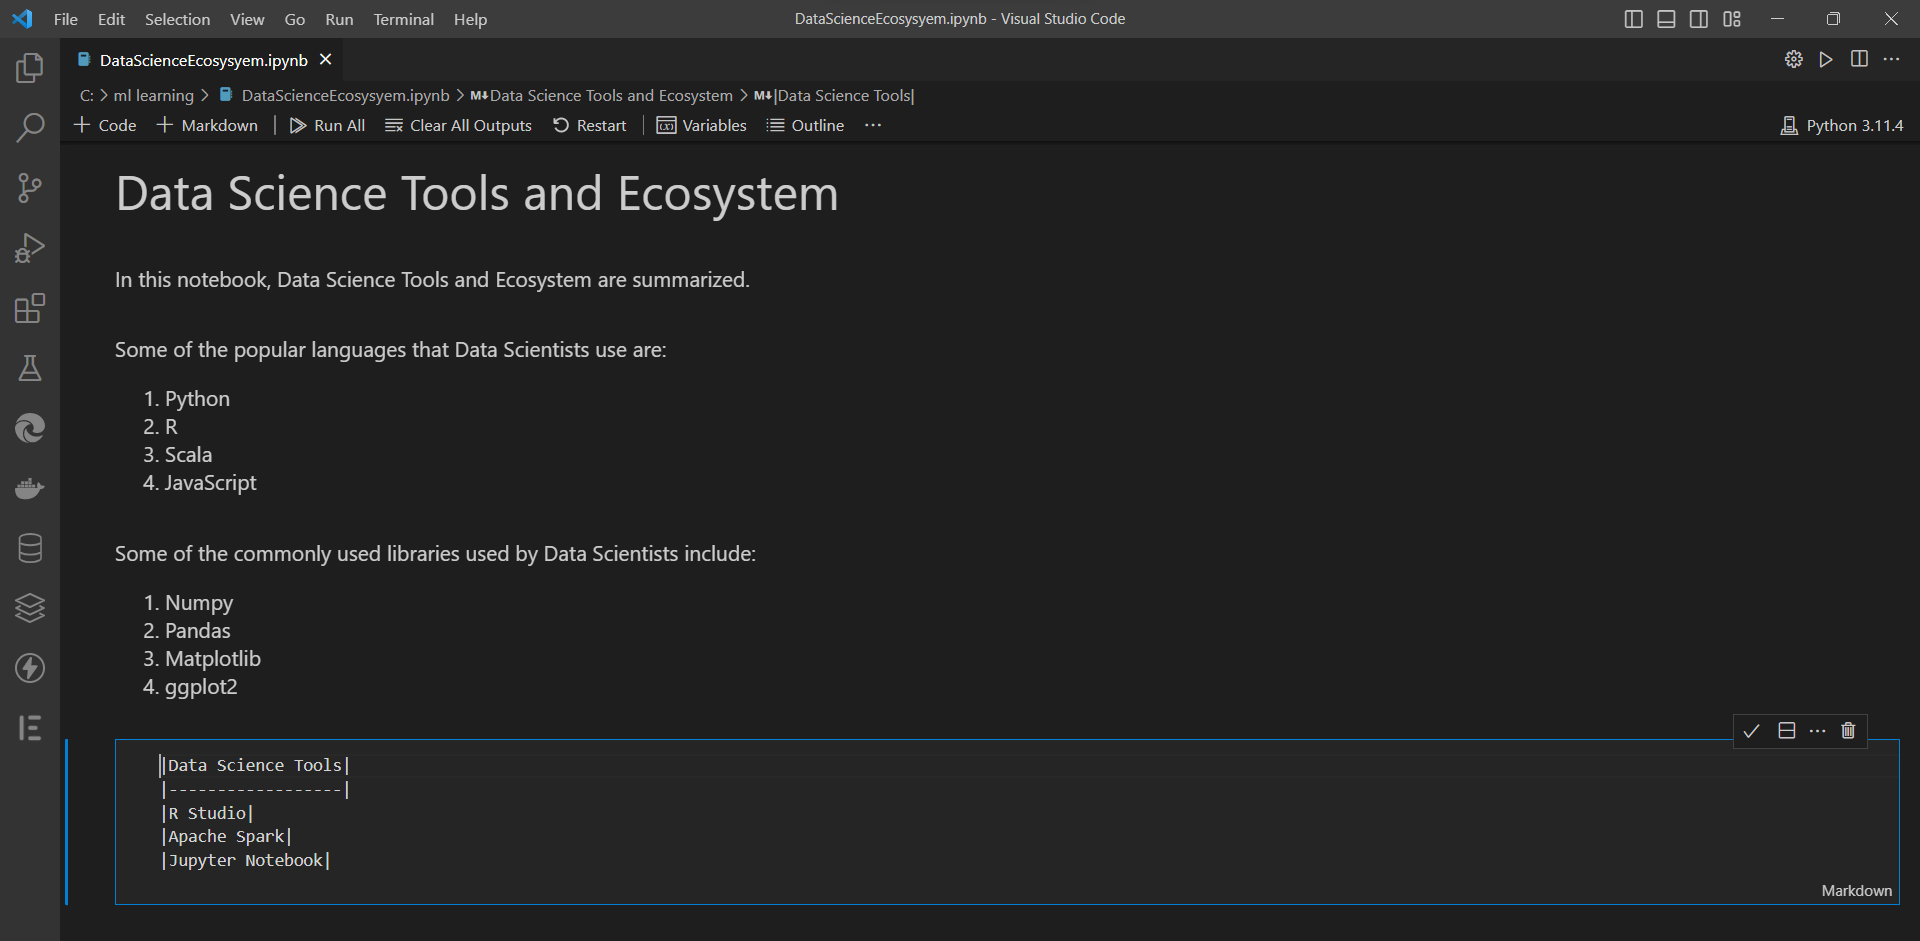 File Edit Selection View Go Run Terminal Help
DataScienceEcosysyem.ipynb - Visual Studio Code
DataScienceEcosysyem.ipynb
C: > ml learning > DataScienceEcosysyem.ipynb > M↓Data Science Tools and Ecosystem > M↓|Data Science Tools|
+ Code + Markdown | Run All Clear All Outputs Restart | Variables Outline ···
Python 3.11.4
Data Science Tools and Ecosystem
In this notebook, Data Science Tools and Ecosystem are summarized.
Some of the popular languages that Data Scientists use are:
1. Python
2. R
3. Scala
4. JavaScript
Some of the commonly used libraries used by Data Scientists include:
1. Numpy
2. Pandas
3. Matplotlib
4. ggplot2
|Data Science Tools|
|------------------|
|R Studio|
|Apache Spark|
|Jupyter Notebook|
Markdown